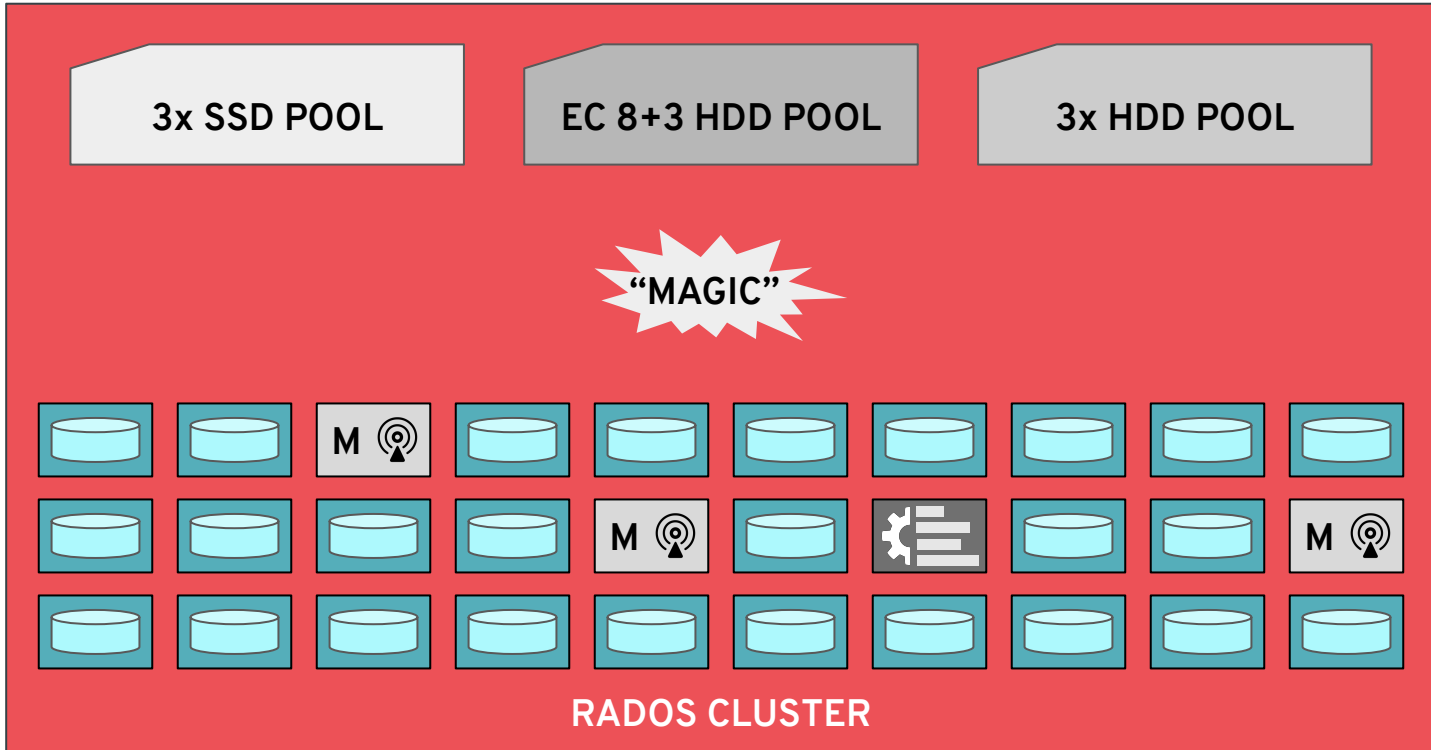 3x SSD POOL
EC 8+3 HDD POOL
3x HDD POOL
“MAGIC”
M
M
M
RADOS CLUSTER